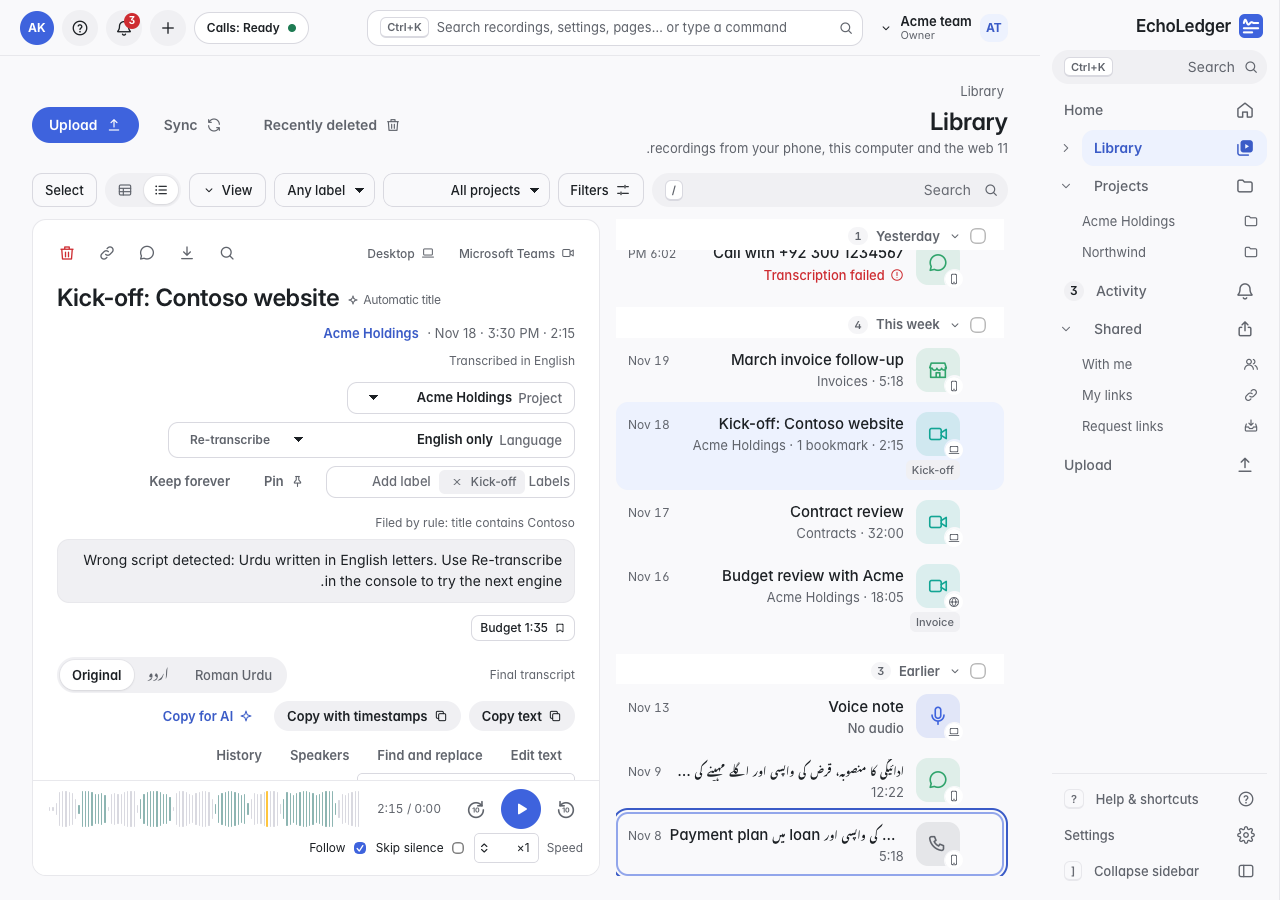 EchoLedger
Search Ctrl+K
Home
Library
Projects
Acme Holdings
Northwind
Activity 3
Shared
With me
My links
Request links
Upload
Help & shortcuts ?
Settings
Collapse sidebar ]
AT Acme team
Owner
Search recordings, settings, pages... or type a command Ctrl+K
Calls: Ready
3
AK
Library
Library
.recordings from your phone, this computer and the web 11
Recently deleted
Sync
Upload
Search /
Filters
All projects
Any label
View
Select
Yesterday 1
Call with +92 300 1234567 PM 6:02
Transcription failed
This week 4
March invoice follow-up Nov 19
Invoices · 5:18
Kick-off: Contoso website Nov 18
Acme Holdings · 1 bookmark · 2:15
Kick-off
Contract review Nov 17
Contracts · 32:00
Budget review with Acme Nov 16
Acme Holdings · 18:05
Invoice
Earlier 3
Voice note Nov 13
No audio
ادائیگی کا منصوبہ، قرض کی واپسی اور اگلے مہینے کی ... Nov 9
12:22
Payment plan میں loan کی واپسی اور ... Nov 8
5:18
Microsoft Teams Desktop
Kick-off: Contoso website Automatic title
Acme Holdings · Nov 18 · 3:30 PM · 2:15
Transcribed in English
Project Acme Holdings
Language English only Re-transcribe
Labels Kick-off × Add label Pin Keep forever
Filed by rule: title contains Contoso
Wrong script detected: Urdu written in English letters. Use Re-transcribe
.in the console to try the next engine
Budget 1:35
Final transcript
Original اردو Roman Urdu
Copy text Copy with timestamps Copy for AI
Edit text Find and replace Speakers History
10 10 2:15 / 0:00
Speed ×1 Skip silence Follow